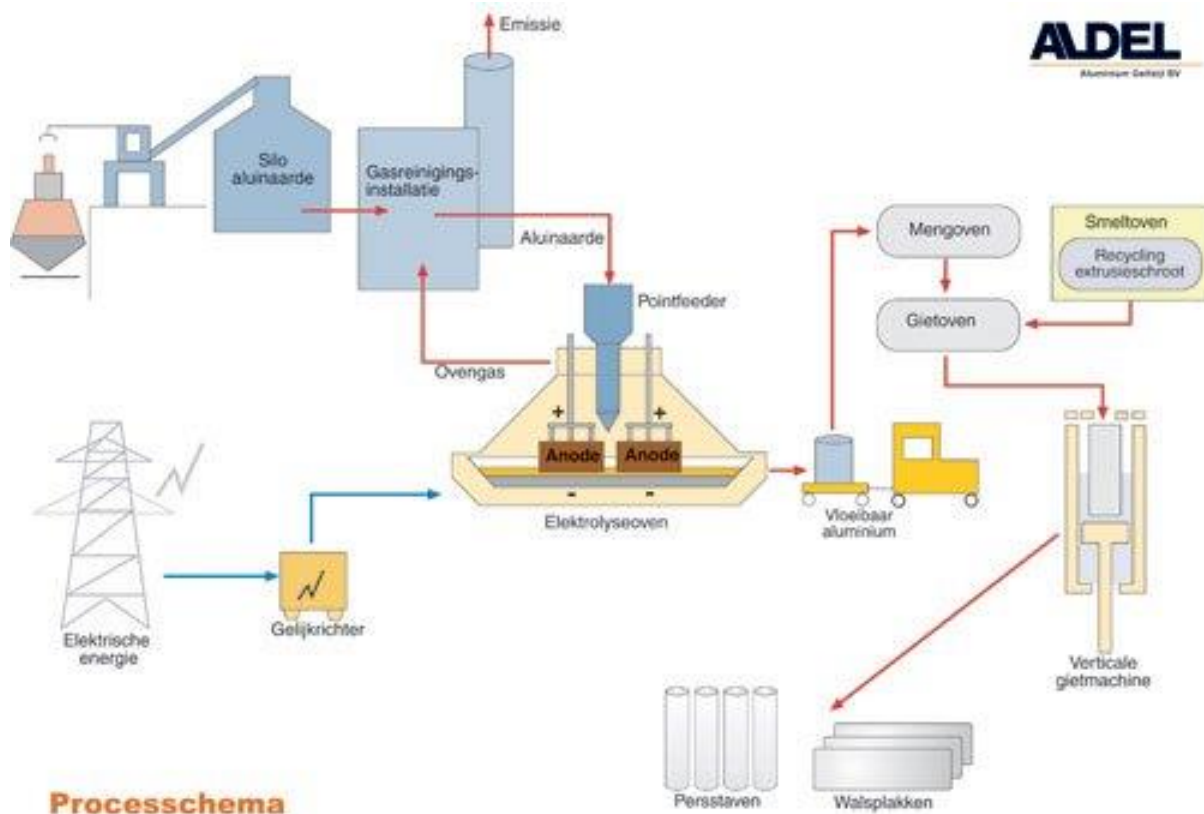 Emissie
ALDEL
Aluminium Delfzijl BV
Silo
aluinaarde
Gasreinigings-
installatie
Aluinaarde
Mengoven
Smeltoven
Recycling
extrusieschroot
Pointfeeder
Gietoven
Ovengas
+ +
Anode Anode
- -
Elektrolyseoven
Vloeibaar
aluminium
Gelijkrichter
Elektrische
energie
Verticale
gietmachine
Persstaven
Walsplakken
Processchema